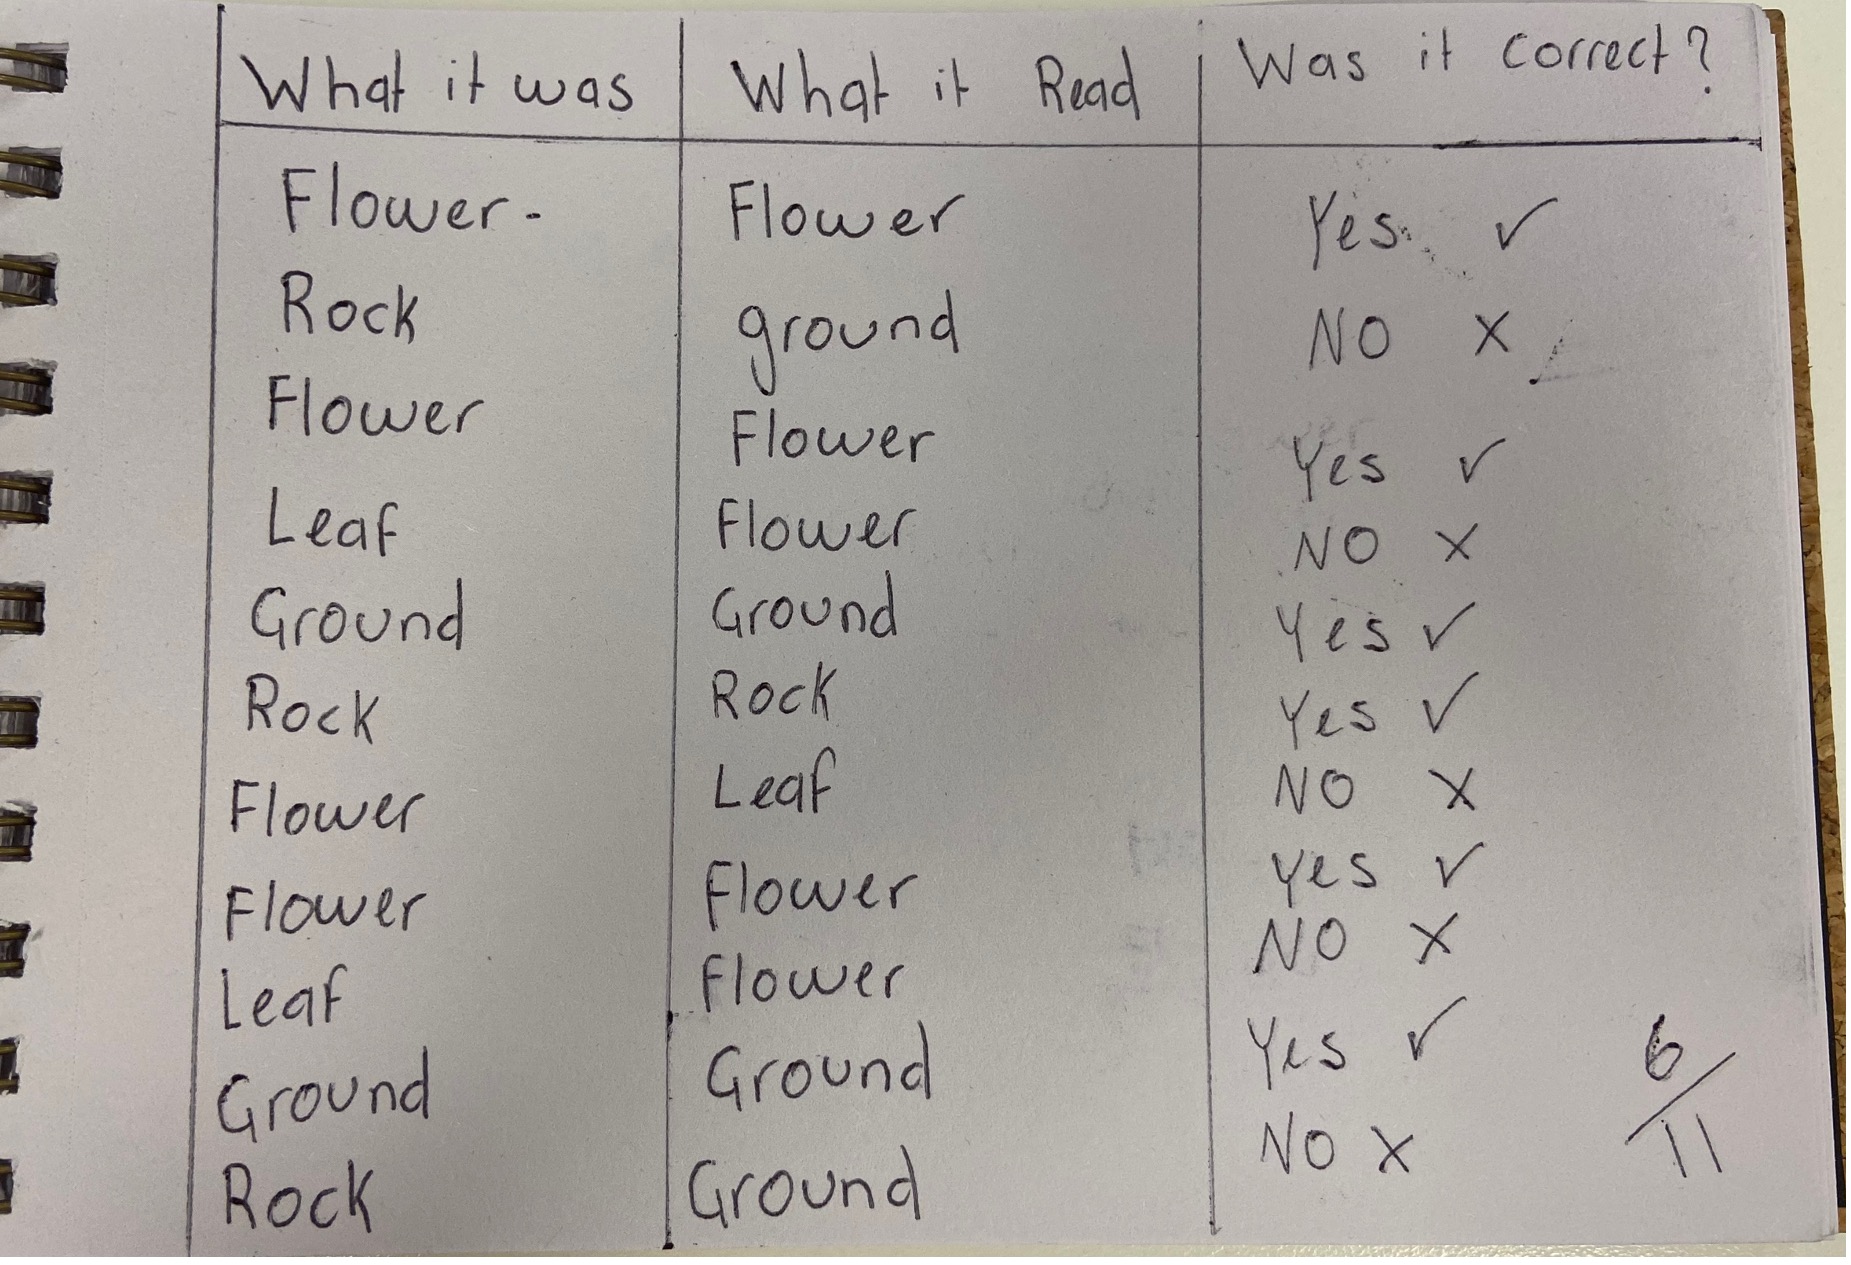 What it was What it Read Was it correct?
Flower - Flower Yes ✓
Rock ground NO X
Flower Flower Yes ✓
Leaf Flower NO X
Ground Ground Yes ✓
Rock Rock Yes ✓
Flower Leaf NO X
Flower Flower Yes ✓
Leaf Flower NO X
Ground Ground Yes ✓
Rock Ground NO X
6/11